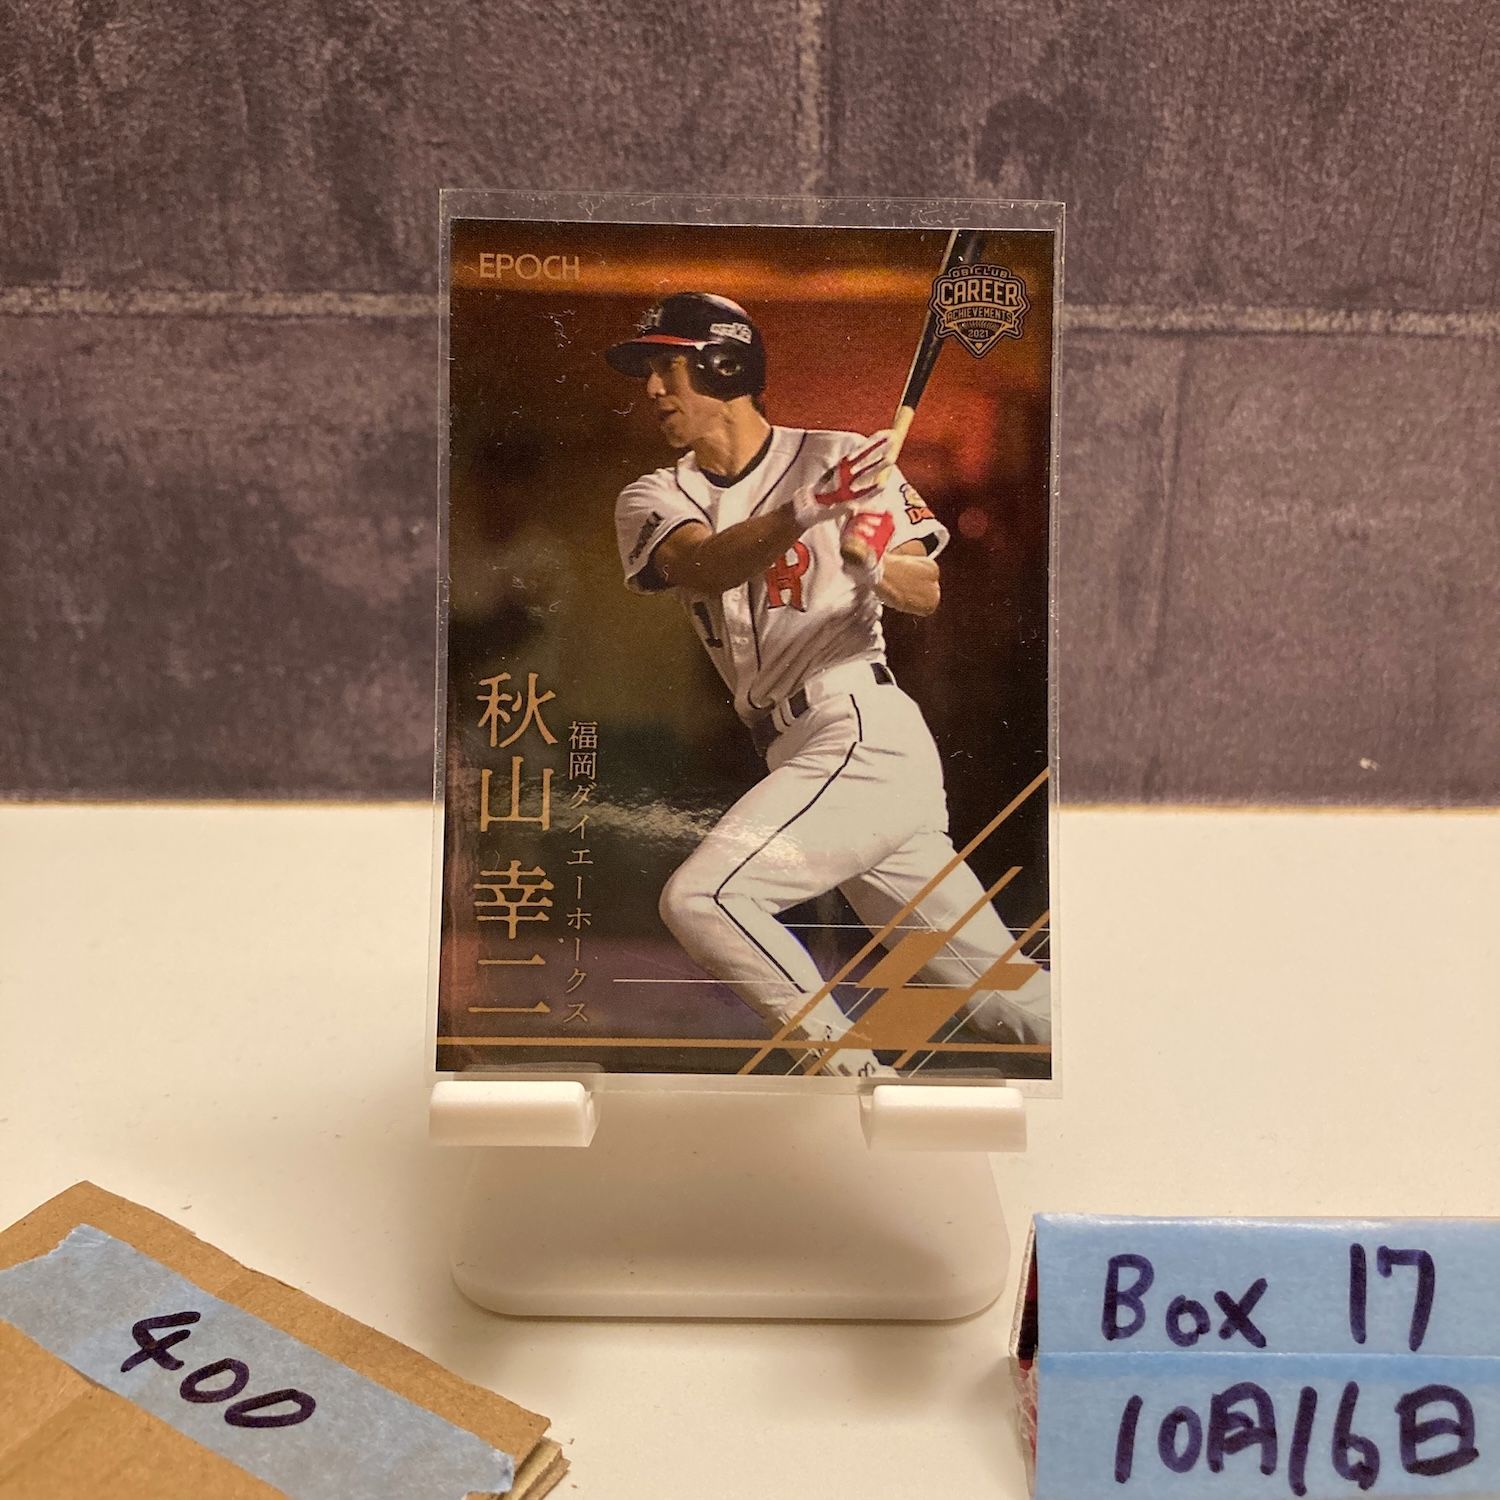 EPOCH
OB CLUB
CAREER
ACHIEVEMENTS
2021
秋山幸二
福岡ダイエーホークス
1
400
Box 17
10月16日